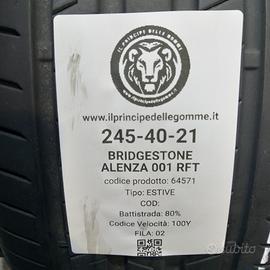 IL PRINCIPE DELLE GOMME
www.ilprincipedellegomme.it
245-40-21
BRIDGESTONE
ALENZA 001 RFT
codice prodotto: 64571
Tipo: ESTIVE
COD:
Battistrada: 80%
Codice Velocità: 100Y
FILA: 02
subito